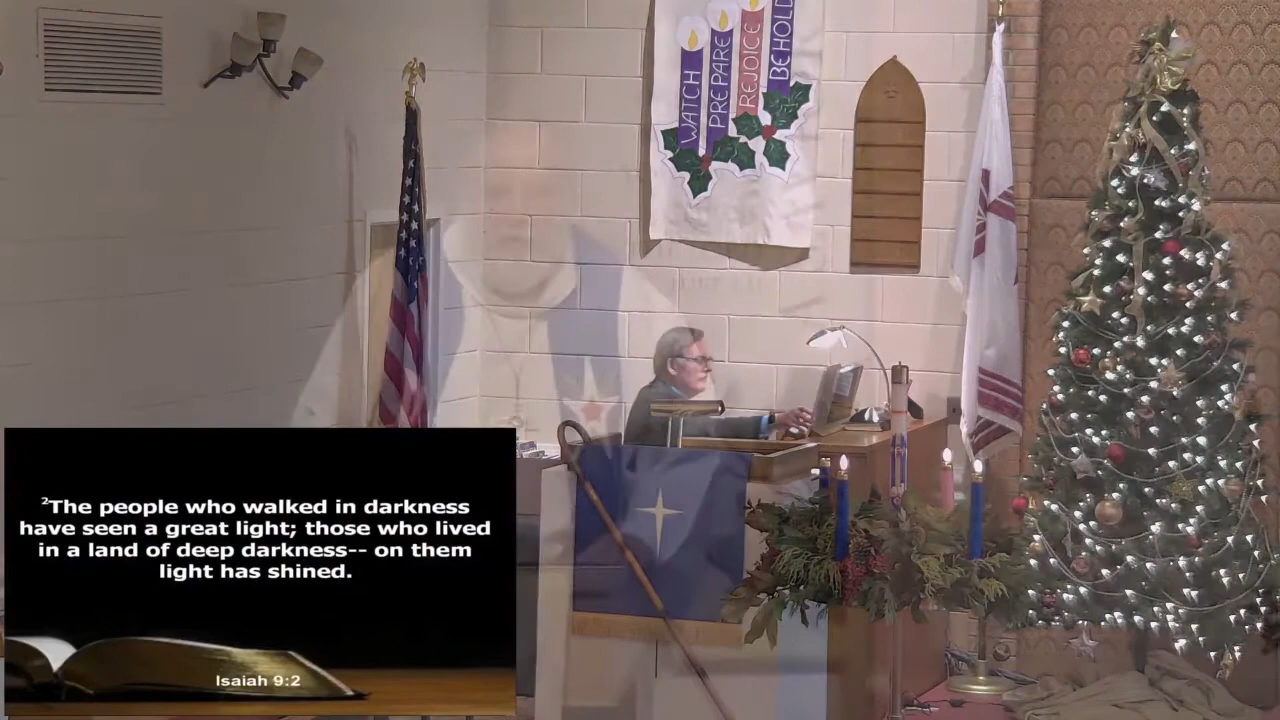 WATCH
PREPARE
REJOICE
BEHOLD
²The people who walked in darkness
have seen a great light; those who lived
in a land of deep darkness-- on them
light has shined.
Isaiah 9:2